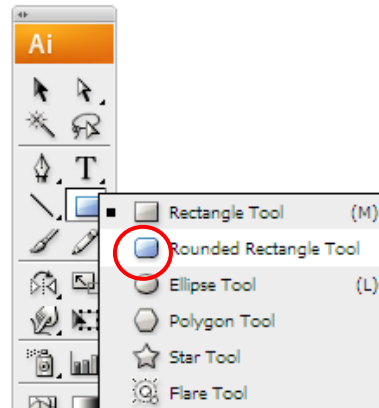 Ai
T
Rectangle Tool (M)
Rounded Rectangle Tool
Ellipse Tool (L)
Polygon Tool
Star Tool
Flare Tool